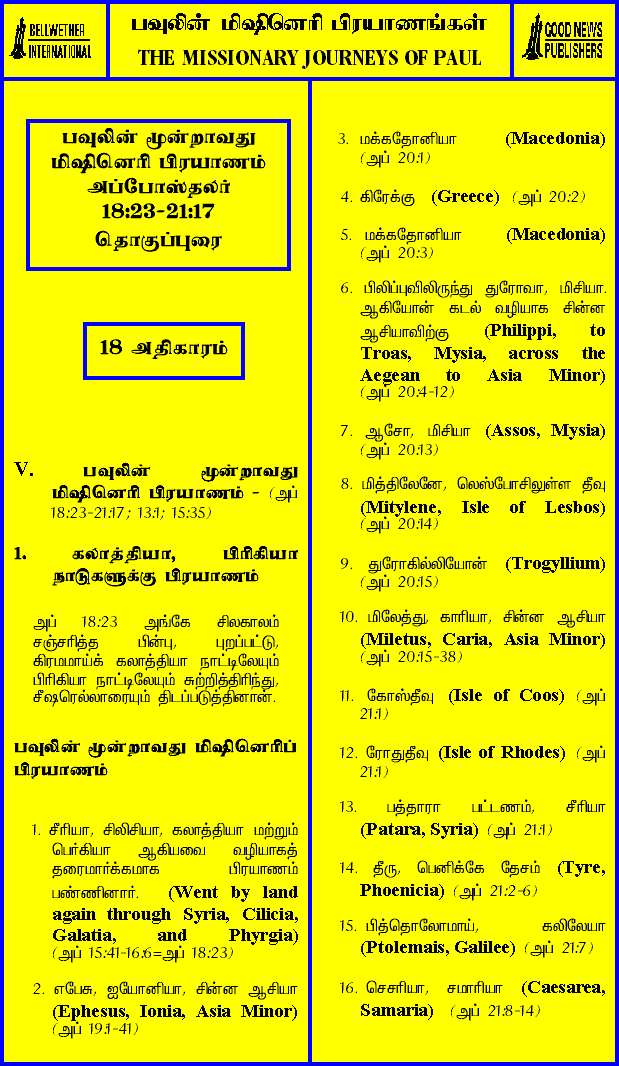 BELLWETHER
INTERNATIONAL
பவுலின் மிஷினெரி பிரயாணங்கள்
THE MISSIONARY JOURNEYS OF PAUL
GOOD NEWS
PUBLISHERS
பவுலின் மூன்றாவது
மிஷினெரி பிரயாணம்
அப்போஸ்தலர்
18:23-21:17
தொகுப்புரை
18 அதிகாரம்
V. பவுலின் மூன்றாவது
மிஷினெரி பிரயாணம் - (அப்
18:23-21:17; 13:1; 15:35)
1. கலாத்தியா, பிரிகியா
நாடுகளுக்கு பிரயாணம்
அப் 18:23 அங்கே சிலகாலம்
சஞ்சரித்த பின்பு, புறப்பட்டு,
கிரமமாய்க் கலாத்தியா நாட்டிலேயும்
பிரிகியா நாட்டிலேயும் சுற்றித்திரிந்து,
சீஷரெல்லாரையும் திடப்படுத்தினான்.
பவுலின் மூன்றாவது மிஷினெரிப்
பிரயாணம்
1. சீரியா, சிலிசியா, கலாத்தியா மற்றும்
பெர்கியா ஆகியவை வழியாகத்
தரைமார்க்கமாக பிரயாணம்
பண்ணினார். (Went by land
again through Syria, Cilicia,
Galatia, and Phyrgia)
(அப் 15:41-16:6=அப் 18:23)
2. எபேசு, ஐயோனியா, சின்ன ஆசியா
(Ephesus, Ionia, Asia Minor)
(அப் 19:1-41)
3. மக்கதோனியா (Macedonia)
(அப் 20:1)
4. கிரேக்கு (Greece) (அப் 20:2)
5. மக்கதோனியா (Macedonia)
(அப் 20:3)
6. பிலிப்புவிலிருந்து துரோவா, மிசியா.
ஆகியோன் கடல் வழியாக சின்ன
ஆசியாவிற்கு (Philippi, to
Troas, Mysia, across the
Aegean to Asia Minor)
(அப் 20:4-12)
7. ஆசோ, மிசியா (Assos, Mysia)
(அப் 20:13)
8. மித்திலேனே, லெஸ்போசிலுள்ள தீவு
(Mitylene, Isle of Lesbos)
(அப் 20:14)
9. துரோகில்லியோன் (Trogyllium)
(அப் 20:15)
10. மிலேத்து, காரியா, சின்ன ஆசியா
(Miletus, Caria, Asia Minor)
(அப் 20:15-38)
11. கோஸ்தீவு (Isle of Coos) (அப்
21:1)
12. ரோதுதீவு (Isle of Rhodes) (அப்
21:1)
13. பத்தாரா பட்டணம், சீரியா
(Patara, Syria) (அப் 21:1)
14. தீரு, பெனிக்கே தேசம் (Tyre,
Phoenicia) (அப் 21:2-6)
15. பித்தொலோமாய், கலிலேயா
(Ptolemais, Galilee) (அப் 21:7)
16. செசரியா, சமாரியா (Caesarea,
Samaria) (அப் 21:8-14)